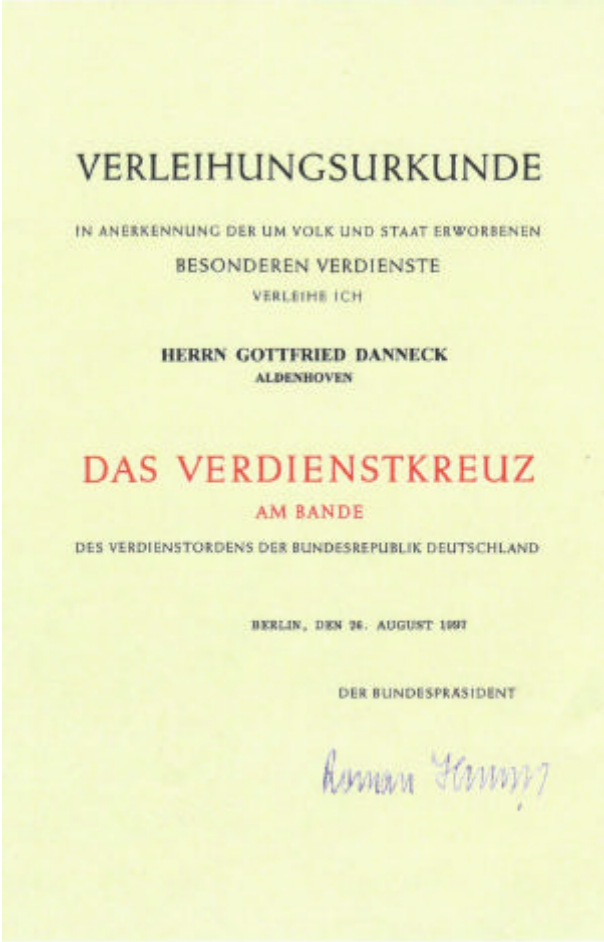 VERLEIHUNGSURKUNDE
IN ANERKENNUNG DER UM VOLK UND STAAT ERWORBENEN
BESONDEREN VERDIENSTE
VERLEIHE ICH
HERRN GOTTFRIED DANNECK
ALDENHOVEN
DAS VERDIENSTKREUZ
AM BANDE
DES VERDIENSTORDENS DER BUNDESREPUBLIK DEUTSCHLAND
BERLIN, DEN 26. AUGUST 1997
DER BUNDESPRÄSIDENT
Roman Herzog